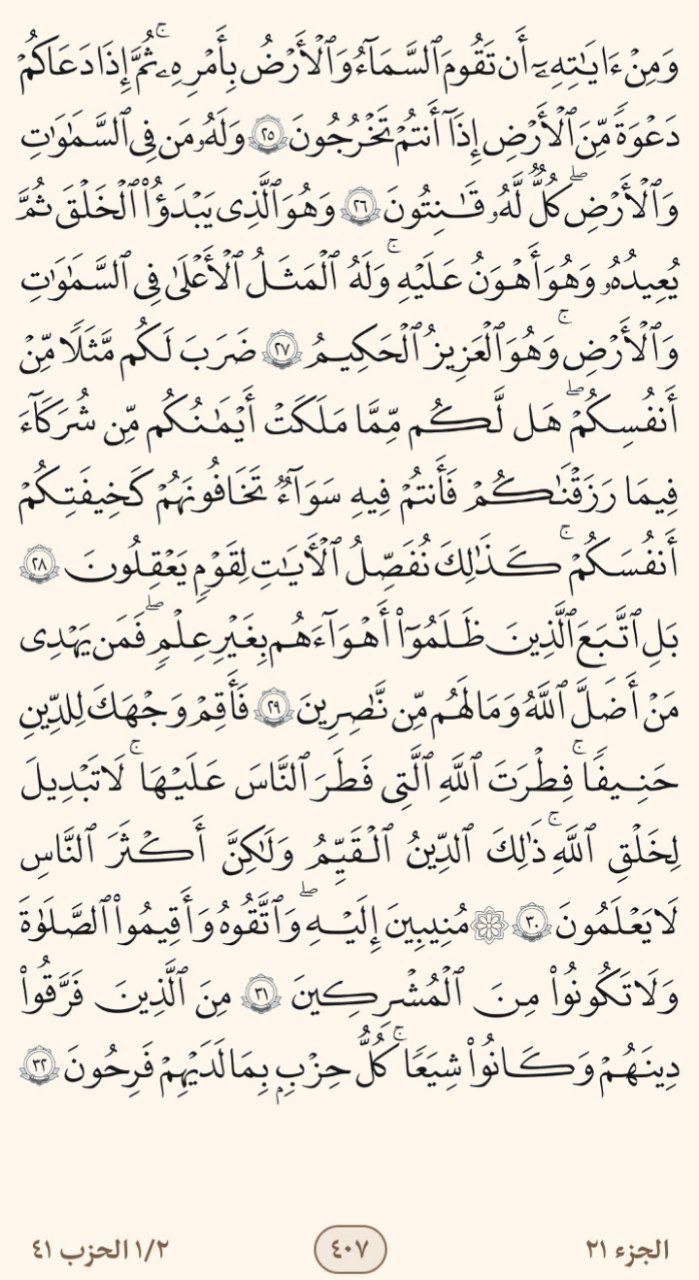 وَمِنْ ءَايَٰتِهِۦٓ أَن تَقُومَ ٱلسَّمَآءُ وَٱلْأَرْضُ بِأَمْرِهِۦ ۚ ثُمَّ إِذَا دَعَاكُمْ
دَعْوَةً مِّنَ ٱلْأَرْضِ إِذَآ أَنتُمْ تَخْرُجُونَ ٢٥ وَلَهُۥ مَن فِى ٱلسَّمَٰوَٰتِ
وَٱلْأَرْضِ ۖ كُلٌّ لَّهُۥ قَٰنِتُونَ ٢٦ وَهُوَ ٱلَّذِى يَبْدَؤُا۟ ٱلْخَلْقَ ثُمَّ
يُعِيدُهُۥ وَهُوَ أَهْوَنُ عَلَيْهِ ۚ وَلَهُ ٱلْمَثَلُ ٱلْأَعْلَىٰ فِى ٱلسَّمَٰوَٰتِ
وَٱلْأَرْضِ ۚ وَهُوَ ٱلْعَزِيزُ ٱلْحَكِيمُ ٢٧ ضَرَبَ لَكُم مَّثَلًا مِّنْ
أَنفُسِكُمْ ۖ هَل لَّكُم مِّن مَّا مَلَكَتْ أَيْمَٰنُكُم مِّن شُرَكَآءَ
فِيمَا رَزَقْنَٰكُمْ فَأَنتُمْ فِيهِ سَوَآءٌ تَخَافُونَهُمْ كَخِيفَتِكُمْ
أَنفُسَكُمْ ۚ كَذَٰلِكَ نُفَصِّلُ ٱلْءَايَٰتِ لِقَوْمٍ يَعْقِلُونَ ٢٨
بَلِ ٱتَّبَعَ ٱلَّذِينَ ظَلَمُوٓا۟ أَهْوَآءَهُم بِغَيْرِ عِلْمٍ ۖ فَمَن يَهْدِى
مَنْ أَضَلَّ ٱللَّهُ وَمَا لَهُم مِّن نَّٰصِرِينَ ٢٩ فَأَقِمْ وَجْهَكَ لِلدِّينِ
حَنِيفًا ۚ فِطْرَتَ ٱللَّهِ ٱلَّتِى فَطَرَ ٱلنَّاسَ عَلَيْهَا ۚ لَا تَبْدِيلَ
لِخَلْقِ ٱللَّهِ ۚ ذَٰلِكَ ٱلدِّينُ ٱلْقَيِّمُ وَلَٰكِنَّ أَكْثَرَ ٱلنَّاسِ
لَا يَعْلَمُونَ ٣٠ ۞ مُنِيبِينَ إِلَيْهِ ۖ وَٱتَّقُوهُ وَأَقِيمُوا۟ ٱلصَّلَوٰةَ
وَلَا تَكُونُوا۟ مِنَ ٱلْمُشْرِكِينَ ٣١ مِنَ ٱلَّذِينَ فَرَّقُوا۟
دِينَهُمْ وَكَانُوا۟ شِيَعًا ۚ كُلُّ حِزْبٍۭ بِمَا لَدَيْهِمْ فَرِحُونَ ٣٢
الجزء ٢١ ٤٠٧ ١/٢ الحزب ٤١